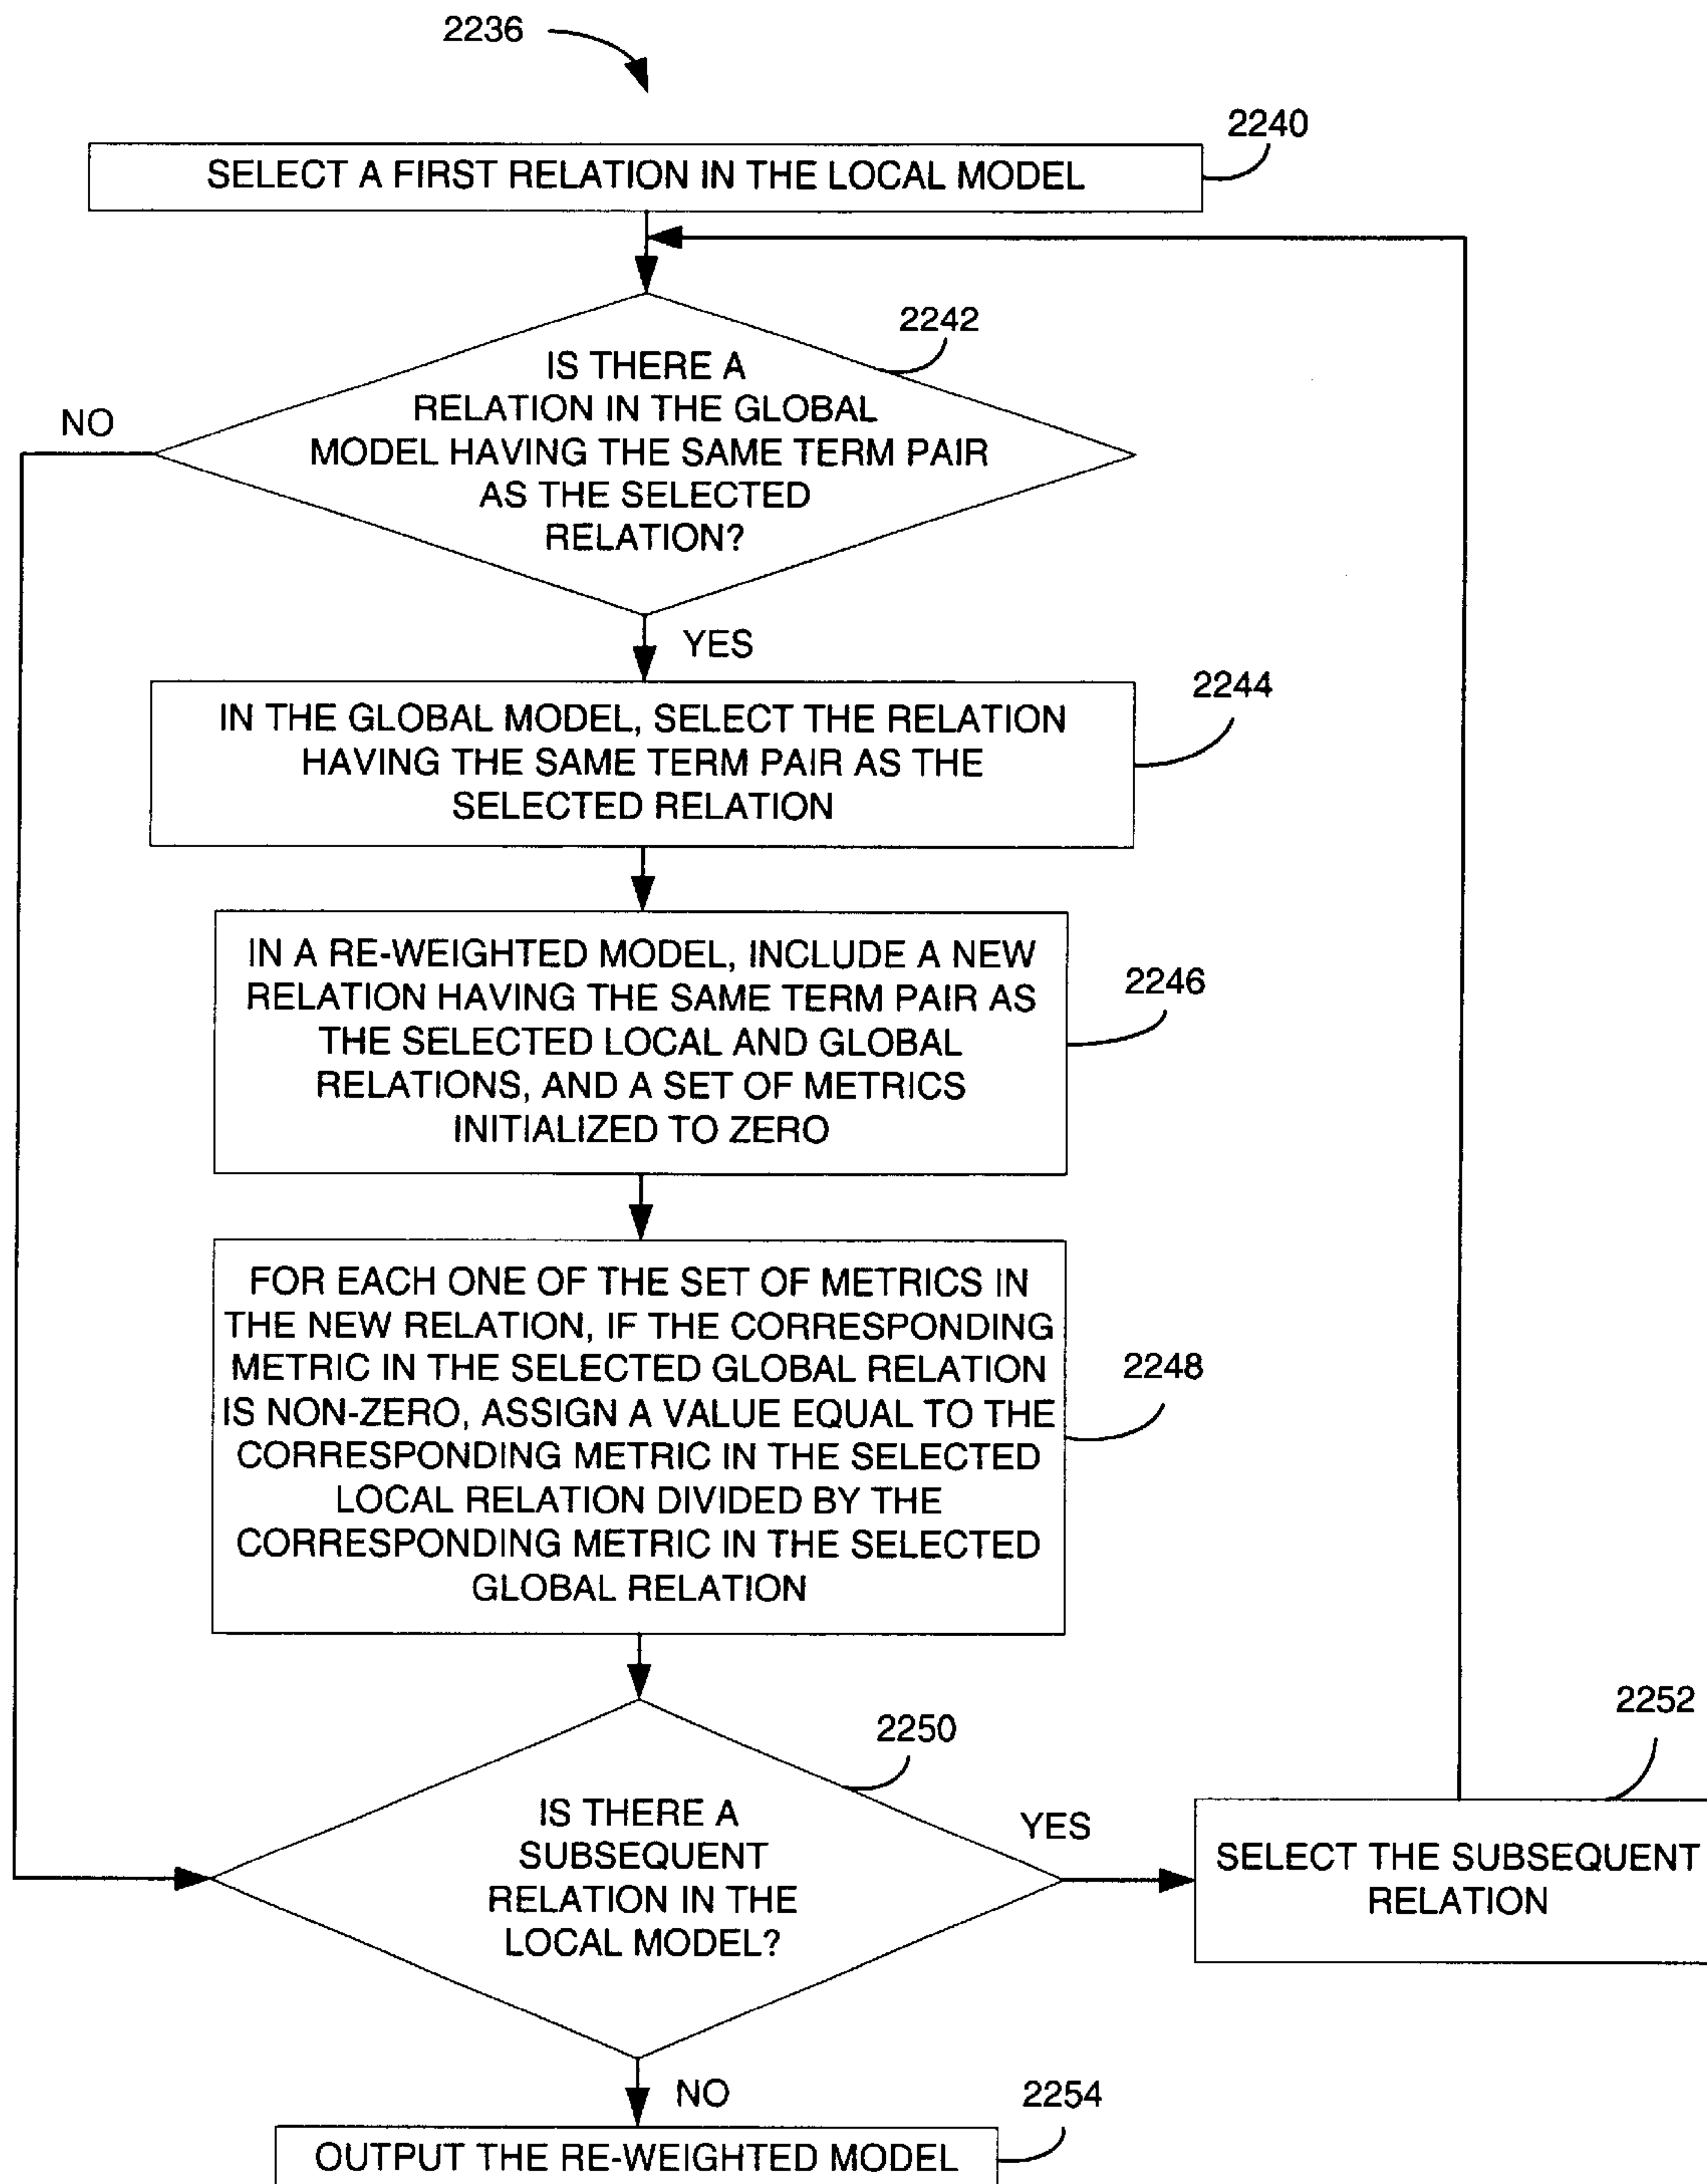 2236
2240
SELECT A FIRST RELATION IN THE LOCAL MODEL
2242
IS THERE A
RELATION IN THE GLOBAL
MODEL HAVING THE SAME TERM PAIR
AS THE SELECTED
RELATION?
NO
YES
2244
IN THE GLOBAL MODEL, SELECT THE RELATION
HAVING THE SAME TERM PAIR AS THE
SELECTED RELATION
2246
IN A RE-WEIGHTED MODEL, INCLUDE A NEW
RELATION HAVING THE SAME TERM PAIR AS
THE SELECTED LOCAL AND GLOBAL
RELATIONS, AND A SET OF METRICS
INITIALIZED TO ZERO
2248
FOR EACH ONE OF THE SET OF METRICS IN
THE NEW RELATION, IF THE CORRESPONDING
METRIC IN THE SELECTED GLOBAL RELATION
IS NON-ZERO, ASSIGN A VALUE EQUAL TO THE
CORRESPONDING METRIC IN THE SELECTED
LOCAL RELATION DIVIDED BY THE
CORRESPONDING METRIC IN THE SELECTED
GLOBAL RELATION
2250
IS THERE A
SUBSEQUENT
RELATION IN THE
LOCAL MODEL?
YES
2252
SELECT THE SUBSEQUENT
RELATION
NO
2254
OUTPUT THE RE-WEIGHTED MODEL